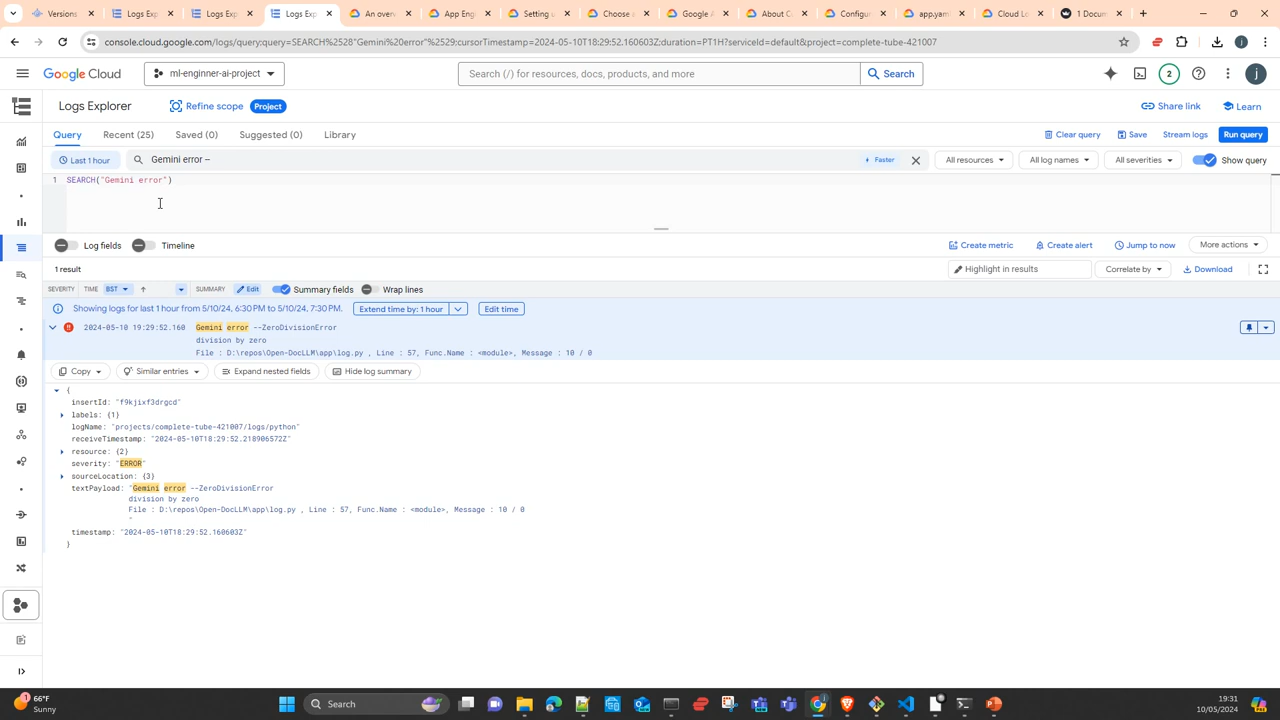 Versions
Logs Exp
Logs Exp
Logs Exp
An over
App Eng
Setting u
Choose a
Google A
About Co
Configur
app.yaml
Cloud Lo
1 Docum
console.cloud.google.com/logs/query;query=SEARCH%2528"Gemini%20error"%2529;cursorTimestamp=2024-05-10T18:29:52.160603Z;duration=PT1H?serviceId=default&project=complete-tube-421007
Google Cloud
ml-enginner-ai-project
Search (/) for resources, docs, products, and more
Search
2
j
Logs Explorer
Refine scope
Project
Share link
Learn
Query
Recent (25)
Saved (0)
Suggested (0)
Library
Clear query
Save
Stream logs
Run query
Last 1 hour
Gemini error –
Faster
All resources
All log names
All severities
Show query
1 SEARCH("Gemini error")
Log fields
Timeline
Create metric
Create alert
Jump to now
More actions
1 result
Highlight in results
Correlate by
Download
SEVERITY
TIME
BST
SUMMARY
Edit
Summary fields
Wrap lines
Showing logs for last 1 hour from 5/10/24, 6:30 PM to 5/10/24, 7:30 PM.
Extend time by: 1 hour
Edit time
2024-05-10 19:29:52.160
Gemini error --ZeroDivisionError
division by zero
File : D:\repos\Open-DocLLM\app\log.py , Line : 57, Func.Name : <module>, Message : 10 / 0
Copy
Similar entries
Expand nested fields
Hide log summary
{
insertId: "f9kjixf3drgcd"
labels: {1}
logName: "projects/complete-tube-421007/logs/python"
receiveTimestamp: "2024-05-10T18:29:52.218906572Z"
resource: {2}
severity: "ERROR"
sourceLocation: {3}
textPayload: "Gemini error --ZeroDivisionError
division by zero
File : D:\repos\Open-DocLLM\app\log.py , Line : 57, Func.Name : <module>, Message : 10 / 0
"
timestamp: "2024-05-10T18:29:52.160603Z"
}
66°F
Sunny
Search
19:31
10/05/2024